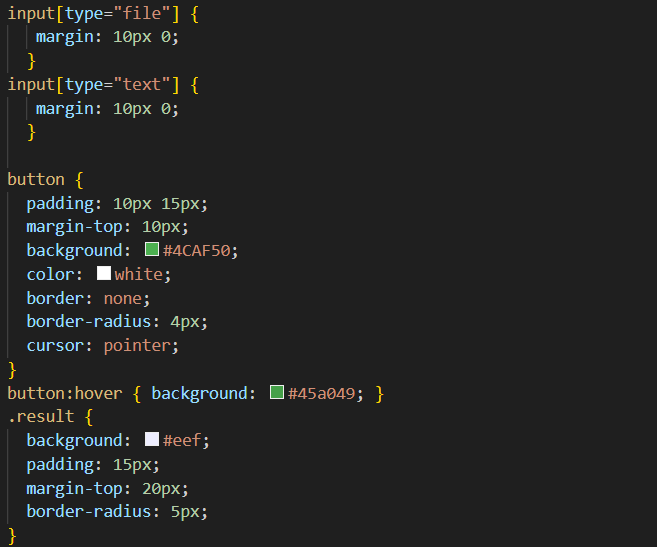 input[type="file"] {
margin: 10px 0;
}
input[type="text"] {
margin: 10px 0;
}
button {
padding: 10px 15px;
margin-top: 10px;
background: #4CAF50;
color: white;
border: none;
border-radius: 4px;
cursor: pointer;
}
button:hover { background: #45a049; }
.result {
background: #eef;
padding: 15px;
margin-top: 20px;
border-radius: 5px;
}